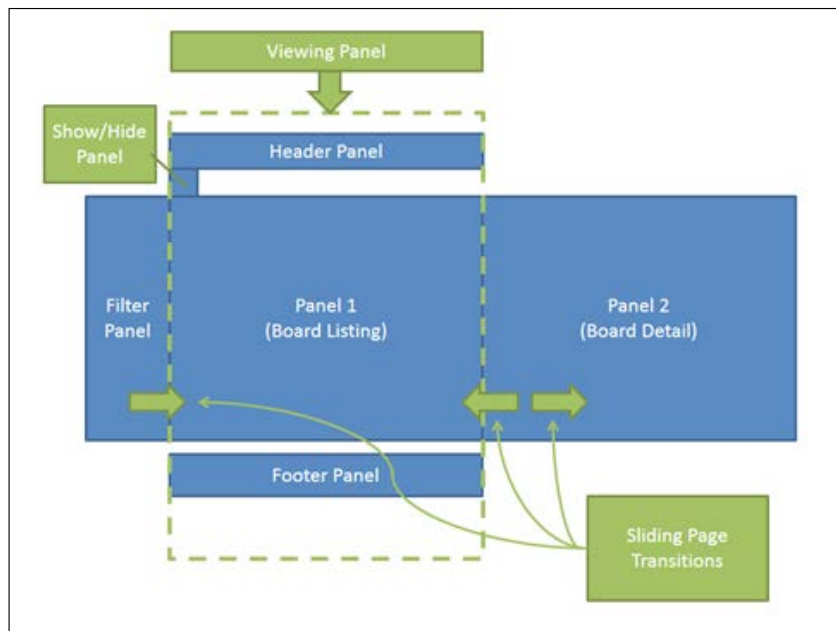 Viewing Panel
Show/Hide
Panel
Header Panel
Filter
Panel
Panel 1
(Board Listing)
Panel 2
(Board Detail)
Footer Panel
Sliding Page
Transitions